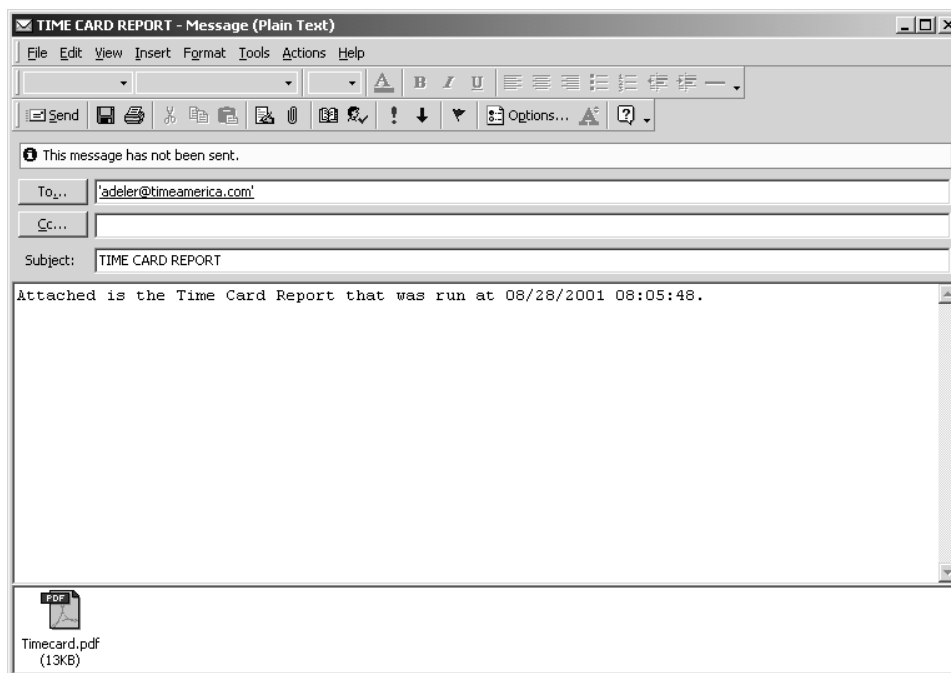 TIME CARD REPORT - Message (Plain Text)
File Edit View Insert Format Tools Actions Help
A B I U
Send Options... A
This message has not been sent.
To... 'adeler@timeamerica.com'
Cc...
Subject: TIME CARD REPORT
Attached is the Time Card Report that was run at 08/28/2001 08:05:48.
PDF
Timecard.pdf
(13KB)